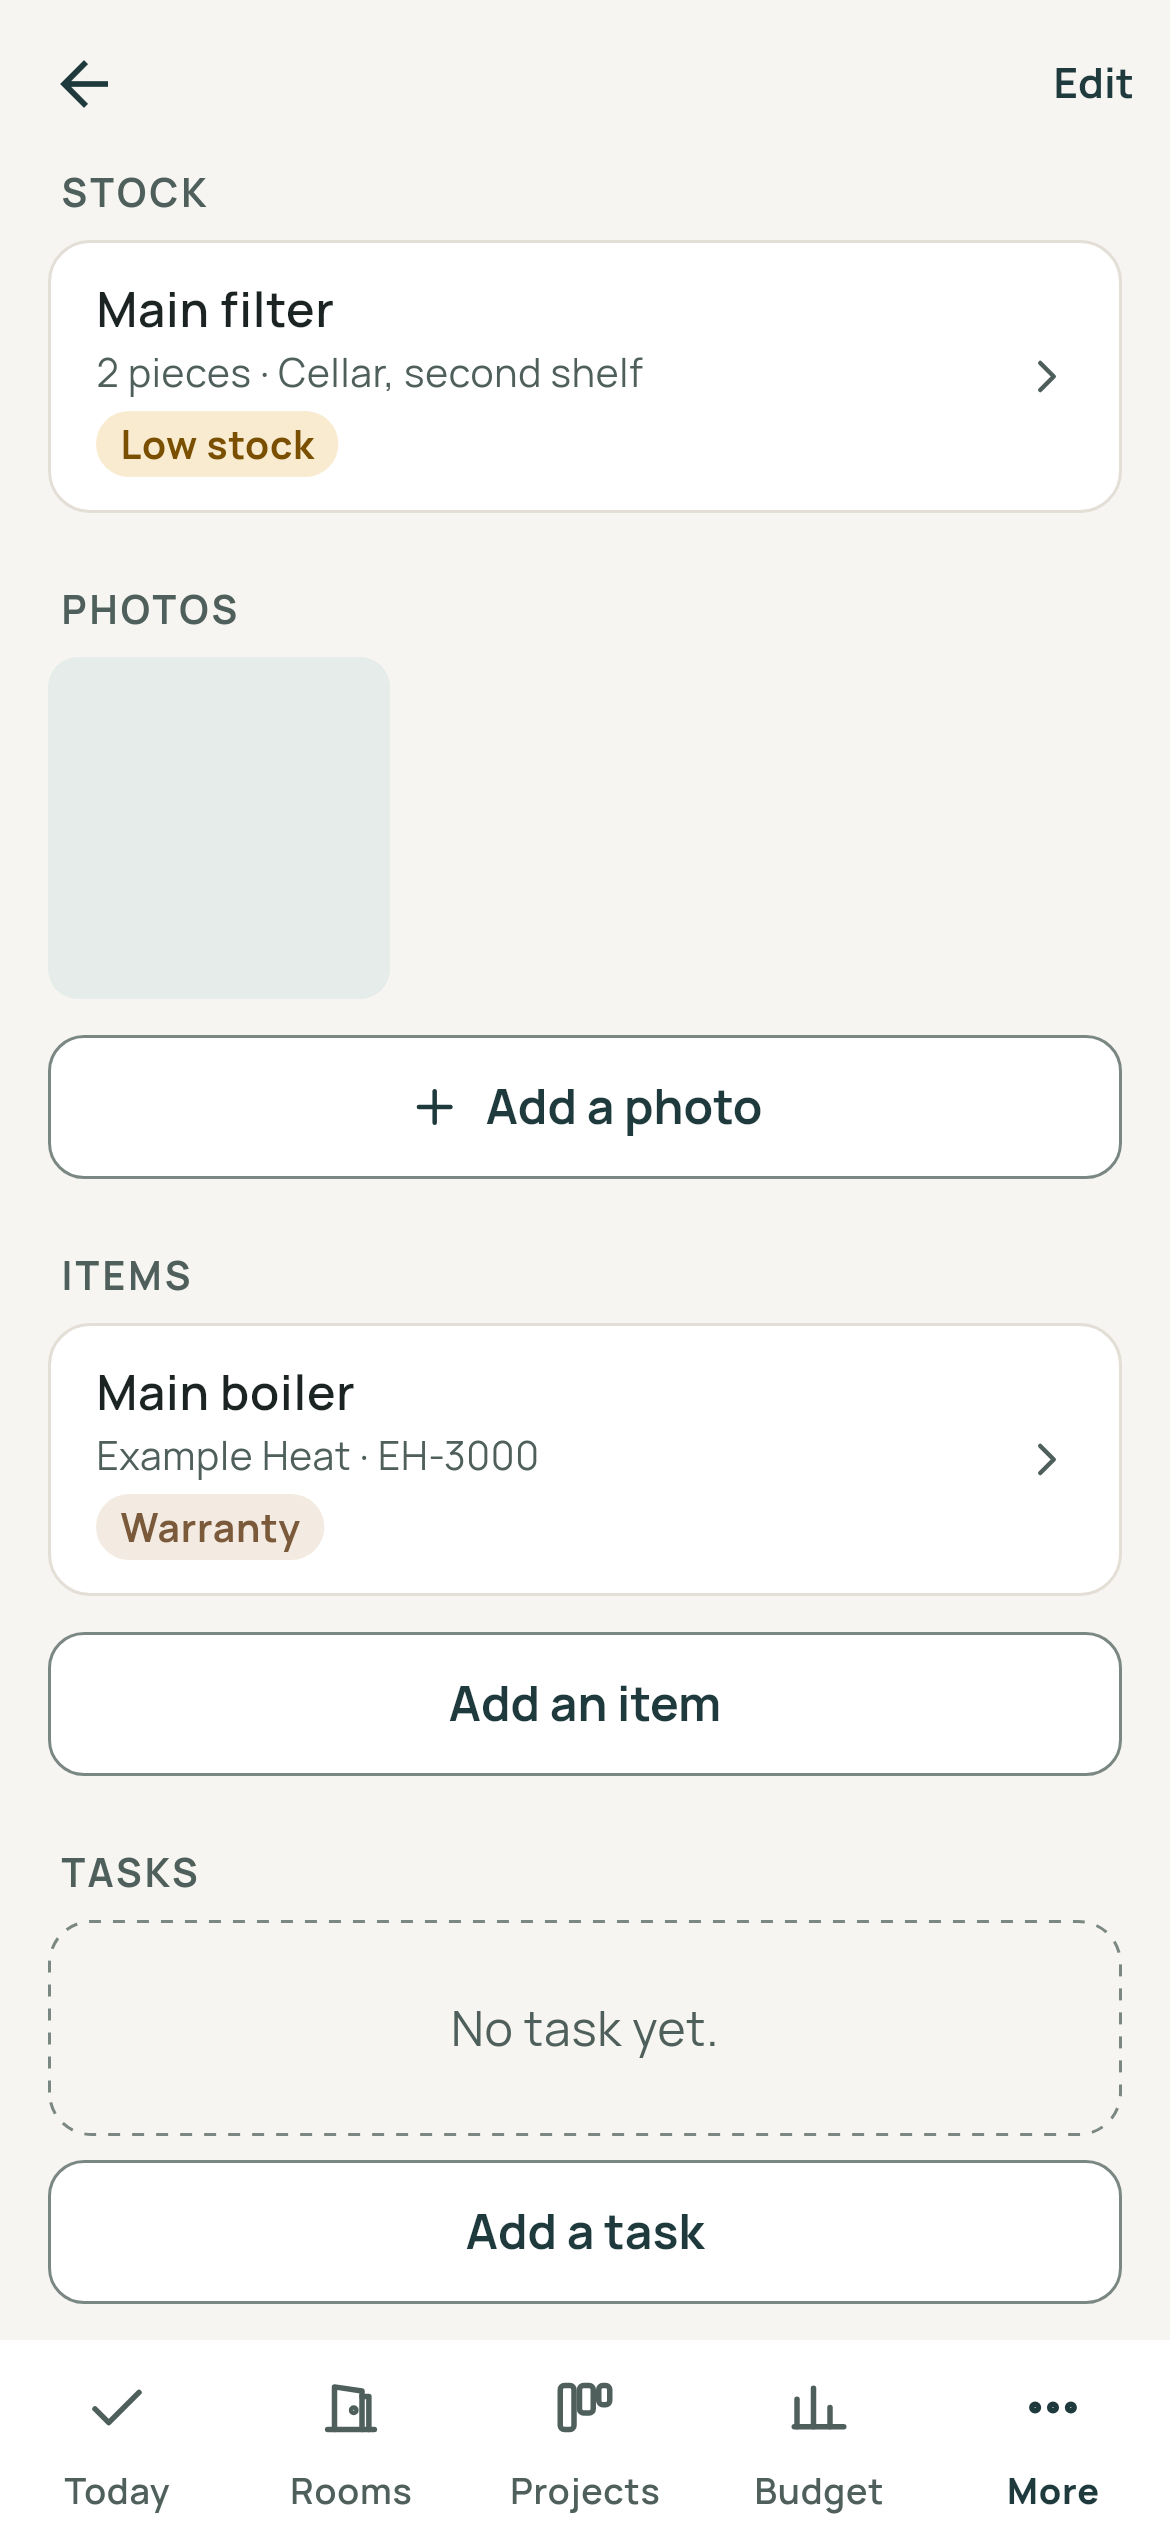 Edit
STOCK
Main filter
2 pieces · Cellar, second shelf
Low stock
PHOTOS
Add a photo
ITEMS
Main boiler
Example Heat · EH-3000
Warranty
Add an item
TASKS
No task yet.
Add a task
Today
Rooms
Projects
Budget
More